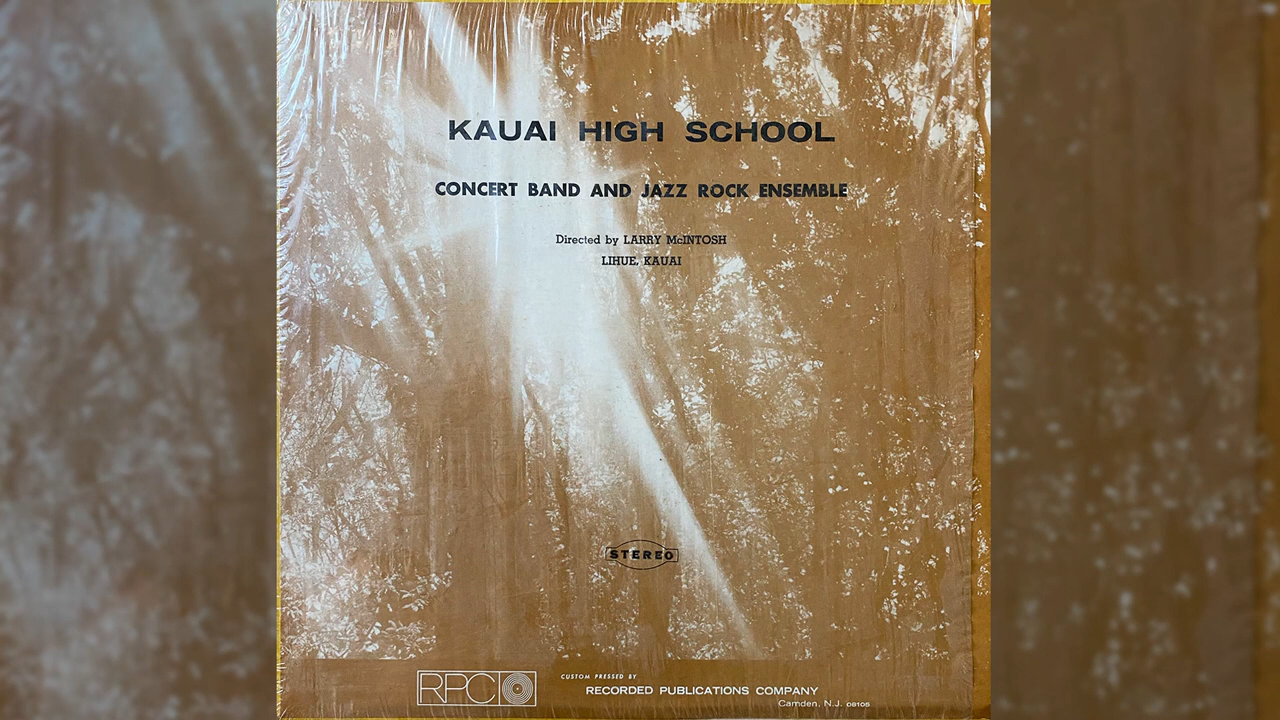 KAUAI HIGH SCHOOL
CONCERT BAND AND JAZZ ROCK ENSEMBLE
Directed by LARRY McINTOSH
LIHUE, KAUAI
STEREO
RPC
CUSTOM PRESSED BY
RECORDED PUBLICATIONS COMPANY
Camden, N.J. 08105